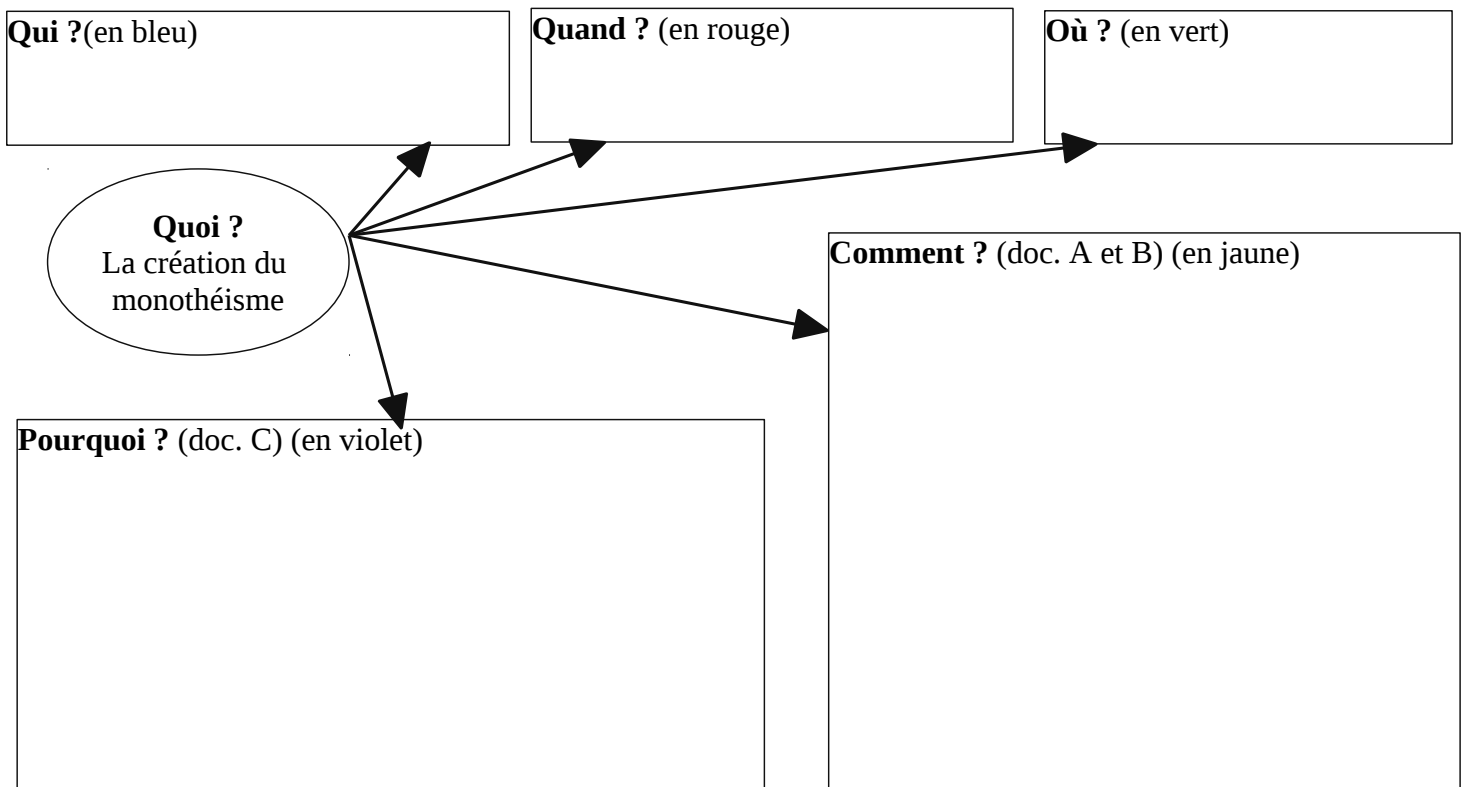 Qui ?(en bleu)
Quand ? (en rouge)
Où ? (en vert)
Quoi ?
La création du
monothéisme
Comment ? (doc. A et B) (en jaune)
Pourquoi ? (doc. C) (en violet)